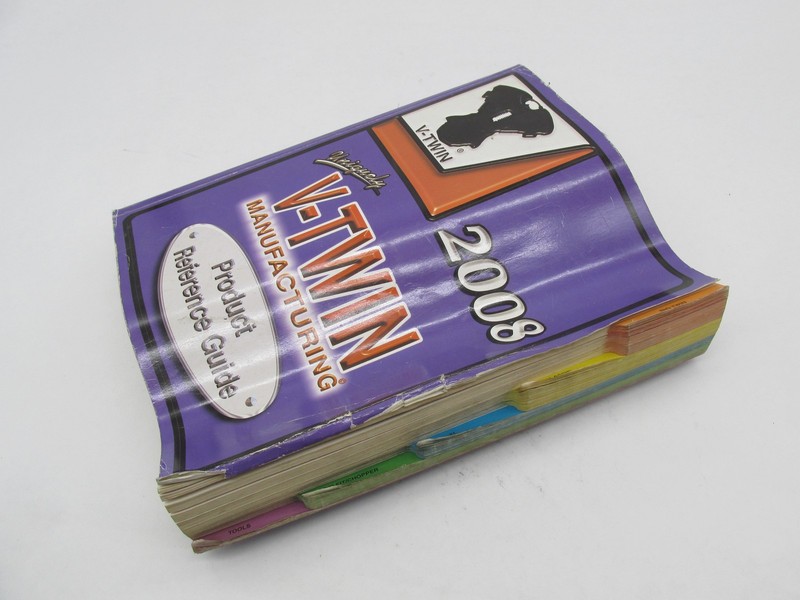 V-TWIN®
2008
Uniquely
V-TWIN
MANUFACTURING®
Product
Reference Guide
TOOLS